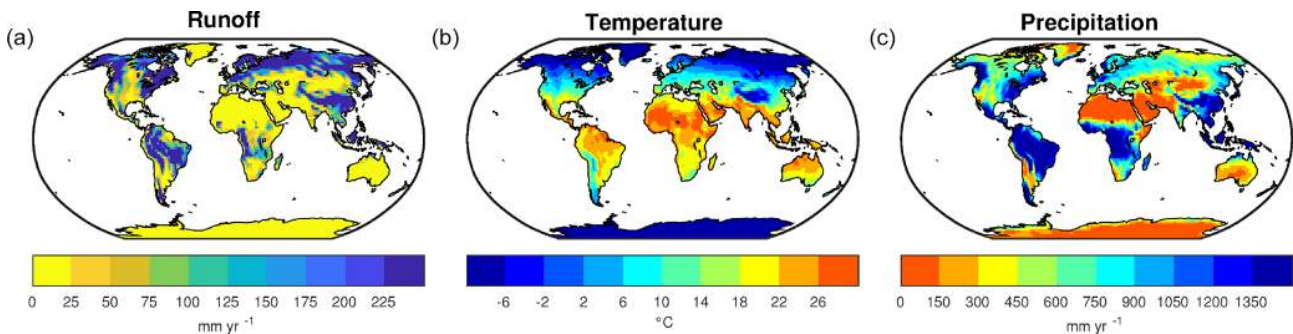 Runoff
Temperature
Precipitation
(a)
(b)
(c)
0 25 50 75 100 125 150 175 200 225
-6 -2 2 6 10 14 18 22 26
0 150 300 450 600 750 900 1050 1200 1350
mm yr -1
°C
mm yr -1